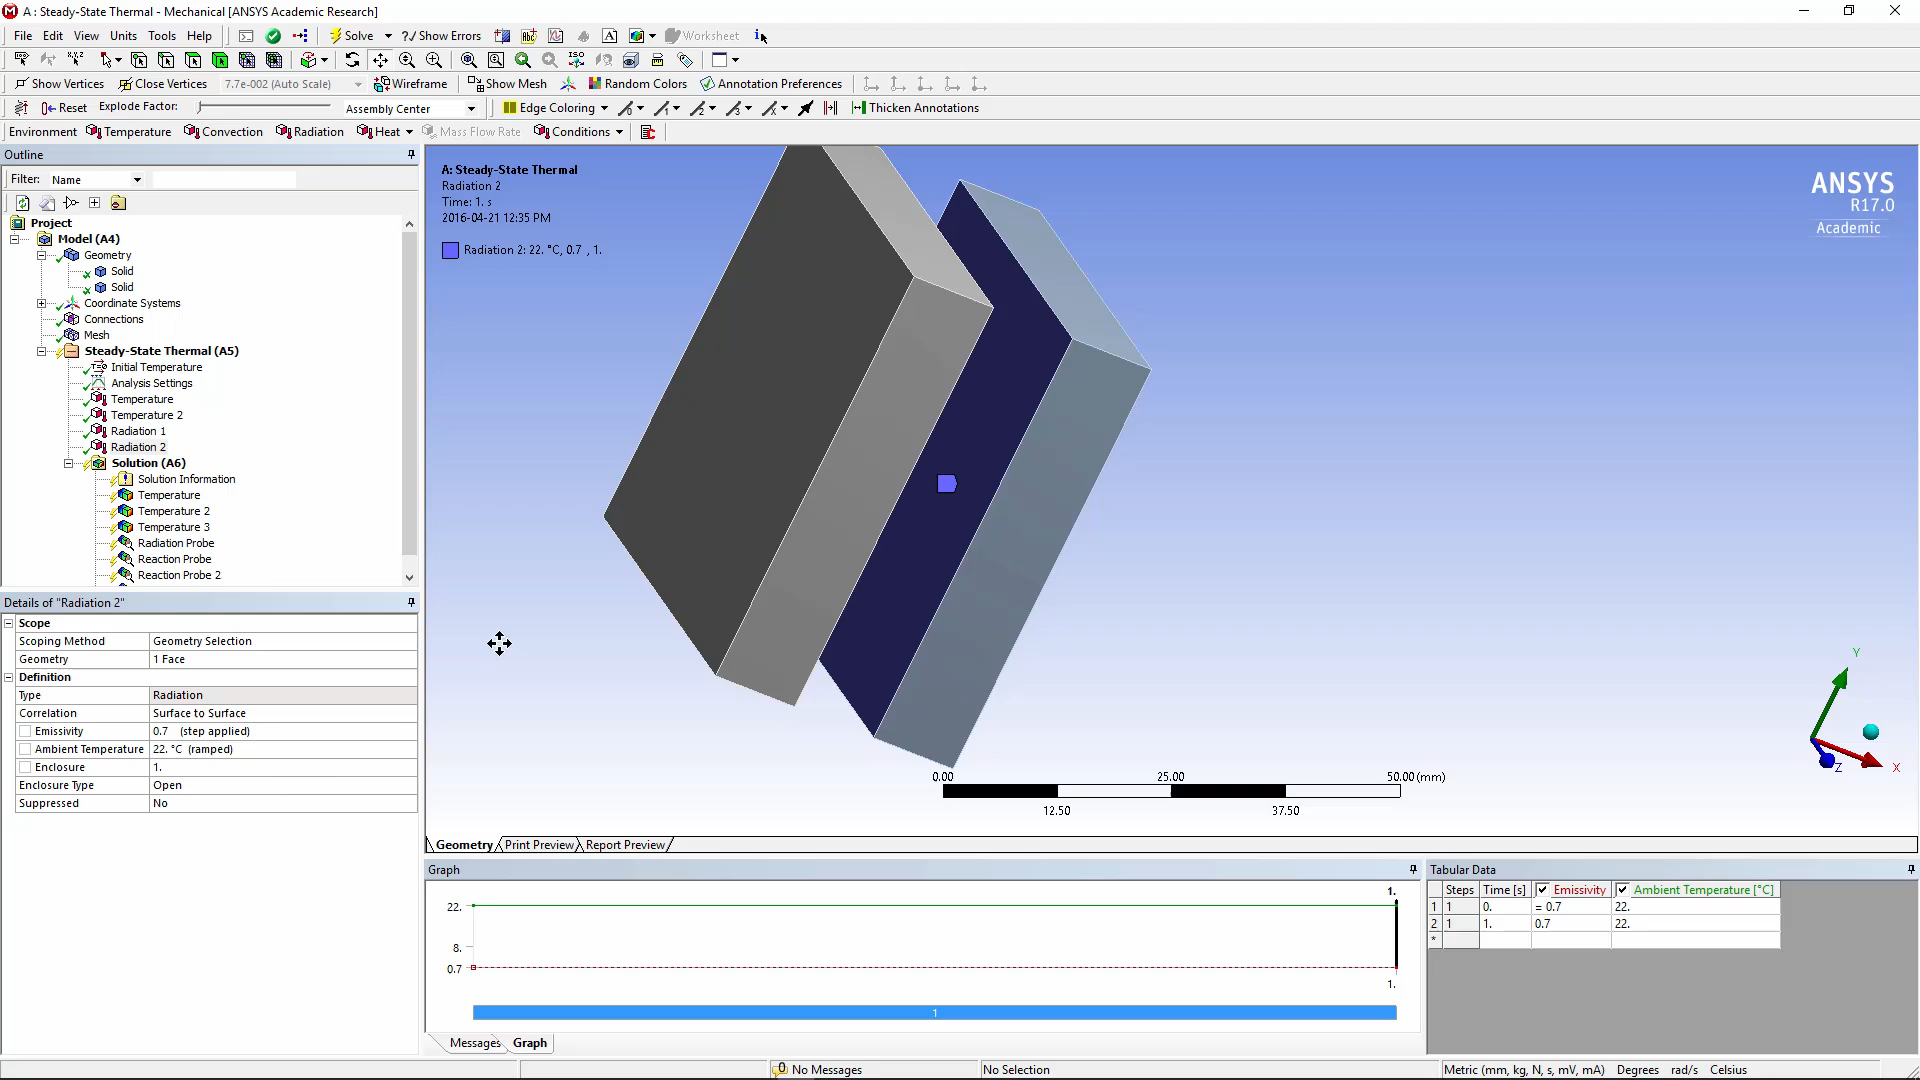 A : Steady-State Thermal - Mechanical [ANSYS Academic Research]
File Edit View Units Tools Help Solve ?/ Show Errors Worksheet
Show Vertices Close Vertices 7.7e-002 (Auto Scale) Wireframe Show Mesh Random Colors Annotation Preferences
Reset Explode Factor: Assembly Center Edge Coloring Thicken Annotations
Environment Temperature Convection Radiation Heat Mass Flow Rate Conditions
Outline
Filter: Name
Project
Model (A4)
Geometry
Solid
Solid
Coordinate Systems
Connections
Mesh
Steady-State Thermal (A5)
Initial Temperature
Analysis Settings
Temperature
Temperature 2
Radiation 1
Radiation 2
Solution (A6)
Solution Information
Temperature
Temperature 2
Temperature 3
Radiation Probe
Reaction Probe
Reaction Probe 2
Details of "Radiation 2"
Scope
Scoping Method Geometry Selection
Geometry 1 Face
Definition
Type Radiation
Correlation Surface to Surface
Emissivity 0.7 (step applied)
Ambient Temperature 22. °C (ramped)
Enclosure 1.
Enclosure Type Open
Suppressed No
A: Steady-State Thermal
Radiation 2
Time: 1. s
2016-04-21 12:35 PM
Radiation 2: 22. °C, 0.7 , 1.
ANSYS
R17.0
Academic
Y
X
Z
0.00 25.00 50.00 (mm)
12.50 37.50
Geometry Print Preview Report Preview
Graph
1.
22.
8.
0.7
1.
1
Messages Graph
Tabular Data
Steps Time [s] Emissivity Ambient Temperature [°C]
1 1 0. = 0.7 22.
2 1 1. 0.7 22.
*
0 No Messages No Selection Metric (mm, kg, N, s, mV, mA) Degrees rad/s Celsius